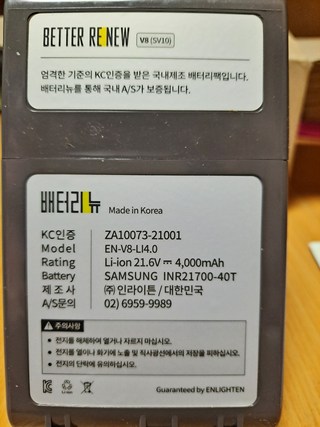 BETTER RENEW V8 (SV10)
엄격한 기준의 KC인증을 받은 국내제조 배터리팩입니다.
배터리뉴를 통해 국내 A/S가 보증됩니다.
배터리뉴 Made in Korea
KC인증 ZA10073-21001
Model EN-V8-LI4.0
Rating Li-ion 21.6V ⎓ 4,000mAh
Battery SAMSUNG INR21700-40T
제 조 사 ㈜ 인라이튼 / 대한민국
A/S문의 02) 6959-9989
주의사항
• 전지를 해체하여 열거나 자르지 마십시오.
• 전지를 열이나 화기에 노출 및 직사광선에서의 저장을 피하십시오.
• 전지의 단락에 유의하십시오.
Guaranteed by ENLIGHTEN